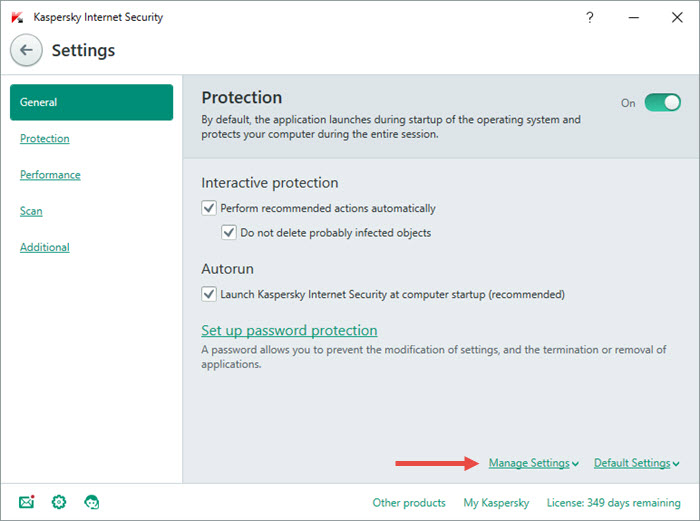 Kaspersky Internet Security
?
Settings
General
Protection
Performance
Scan
Additional
Protection
On
By default, the application launches during startup of the operating system and
protects your computer during the entire session.
Interactive protection
Perform recommended actions automatically
Do not delete probably infected objects
Autorun
Launch Kaspersky Internet Security at computer startup (recommended)
Set up password protection
A password allows you to prevent the modification of settings, and the termination or removal of
applications.
Manage Settings
Default Settings
Other products
My Kaspersky
License: 349 days remaining